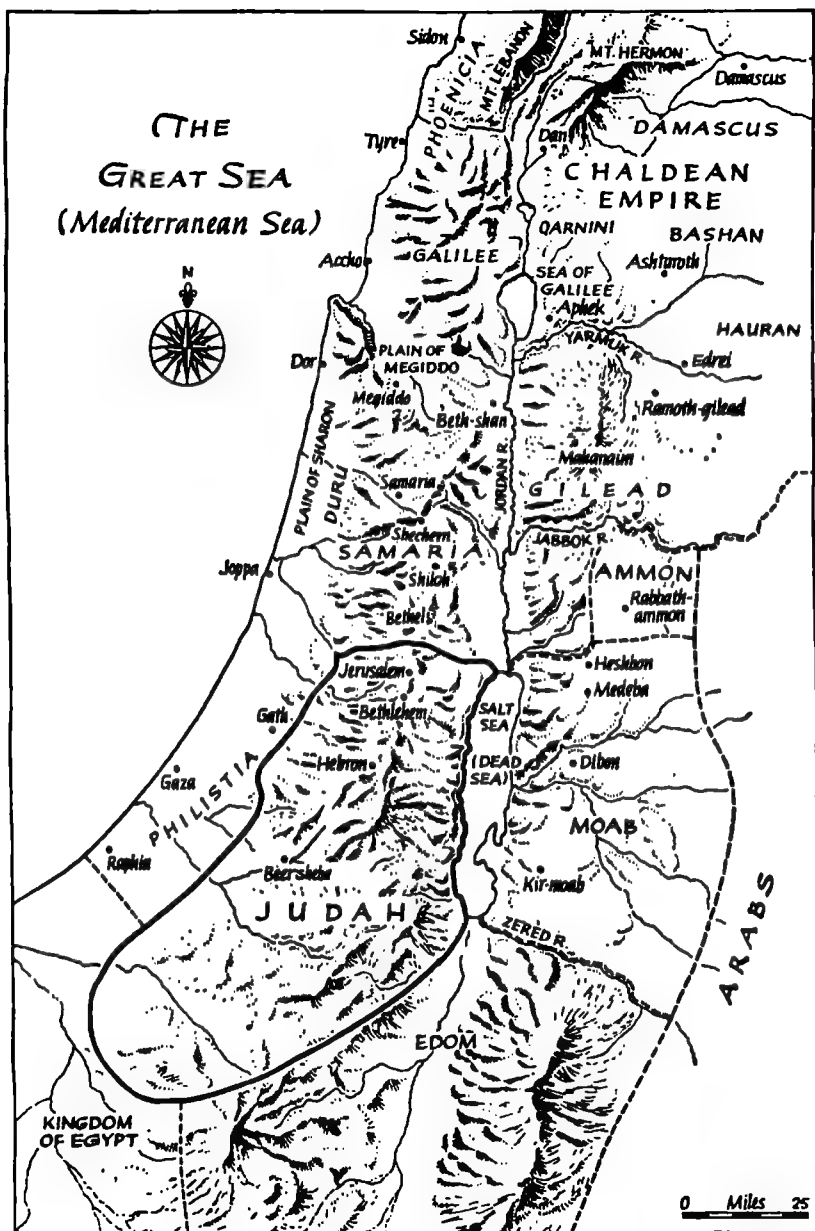 THE
GREAT SEA
(Mediterranean Sea)
N
Sidon
PHOENICIA
MT. LEBANON
MT. HERMON
Damascus
DAMASCUS
Tyre
Dan
CHALDEAN
EMPIRE
QARNINI
BASHAN
Accho
GALILEE
SEA OF
GALILEE
Ashtaroth
Aphek
HAURAN
YARMUK R.
Edrei
Dor
PLAIN OF
MEGIDDO
Megiddo
Beth-shan
Ramoth-gilead
PLAIN OF SHARON
DURU
JORDAN R.
Mahanaim
Samaria
GILEAD
Shechem
SAMARIA
JABBOK R.
Joppa
Shiloh
AMMON
Rabbath-
ammon
Bethels
Jerusalem
Heshbon
Medeba
Bethlehem
SALT
SEA
(DEAD
SEA)
Gath
Hebron
Dibon
Gaza
PHILISTIA
MOAB
Raphia
Beersheba
Kir-moab
JUDAH
ZERED R.
ARABS
EDOM
KINGDOM
OF EGYPT
0 Miles 25